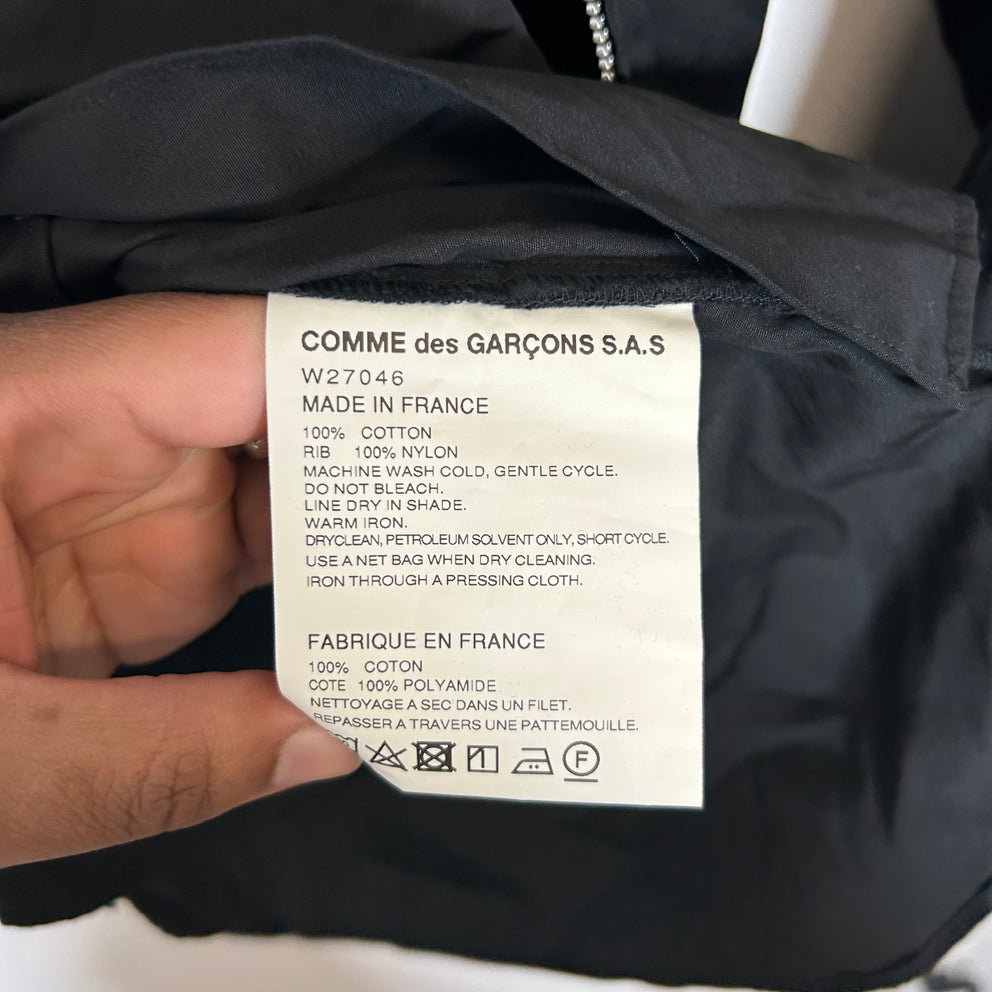 COMME des GARÇONS S.A.S
W27046
MADE IN FRANCE
100% COTTON
RIB 100% NYLON
MACHINE WASH COLD, GENTLE CYCLE.
DO NOT BLEACH.
LINE DRY IN SHADE.
WARM IRON.
DRYCLEAN, PETROLEUM SOLVENT ONLY, SHORT CYCLE.
USE A NET BAG WHEN DRY CLEANING.
IRON THROUGH A PRESSING CLOTH.
FABRIQUE EN FRANCE
100% COTON
COTE 100% POLYAMIDE
NETTOYAGE A SEC DANS UN FILET.
REPASSER A TRAVERS UNE PATTEMOUILLE.
F